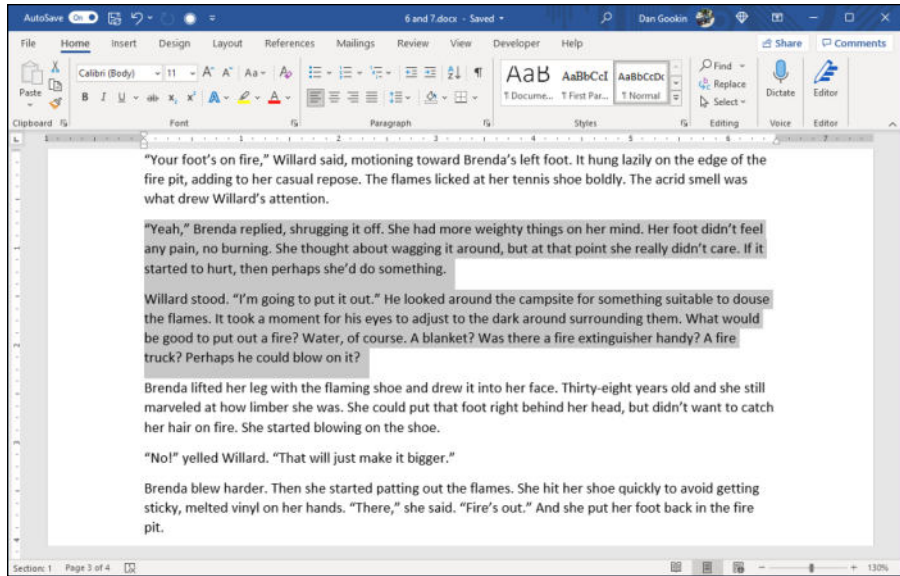 AutoSave On 6 and 7.docx - Saved Dan Gookin
File Home Insert Design Layout References Mailings Review View Developer Help Share Comments
Paste Calibri (Body) 11 A A Aa A AaB AaBbCcI AaBbCcDc Find Replace Select Dictate Editor
B I U ab x x A A ¶ Docume... ¶ First Par... ¶ Normal
Clipboard Font Paragraph Styles Editing Voice Editor
1 1 2 3 4 5 6 7
“Your foot’s on fire,” Willard said, motioning toward Brenda’s left foot. It hung lazily on the edge of the
fire pit, adding to her casual repose. The flames licked at her tennis shoe boldly. The acrid smell was
what drew Willard’s attention.
“Yeah,” Brenda replied, shrugging it off. She had more weighty things on her mind. Her foot didn’t feel
any pain, no burning. She thought about wagging it around, but at that point she really didn’t care. If it
started to hurt, then perhaps she’d do something.
Willard stood. “I’m going to put it out.” He looked around the campsite for something suitable to douse
the flames. It took a moment for his eyes to adjust to the dark around surrounding them. What would
be good to put out a fire? Water, of course. A blanket? Was there a fire extinguisher handy? A fire
truck? Perhaps he could blow on it?
Brenda lifted her leg with the flaming shoe and drew it into her face. Thirty-eight years old and she still
marveled at how limber she was. She could put that foot right behind her head, but didn’t want to catch
her hair on fire. She started blowing on the shoe.
“No!” yelled Willard. “That will just make it bigger.”
Brenda blew harder. Then she started patting out the flames. She hit her shoe quickly to avoid getting
sticky, melted vinyl on her hands. “There,” she said. “Fire’s out.” And she put her foot back in the fire
pit.
Section: 1 Page 3 of 4 130%